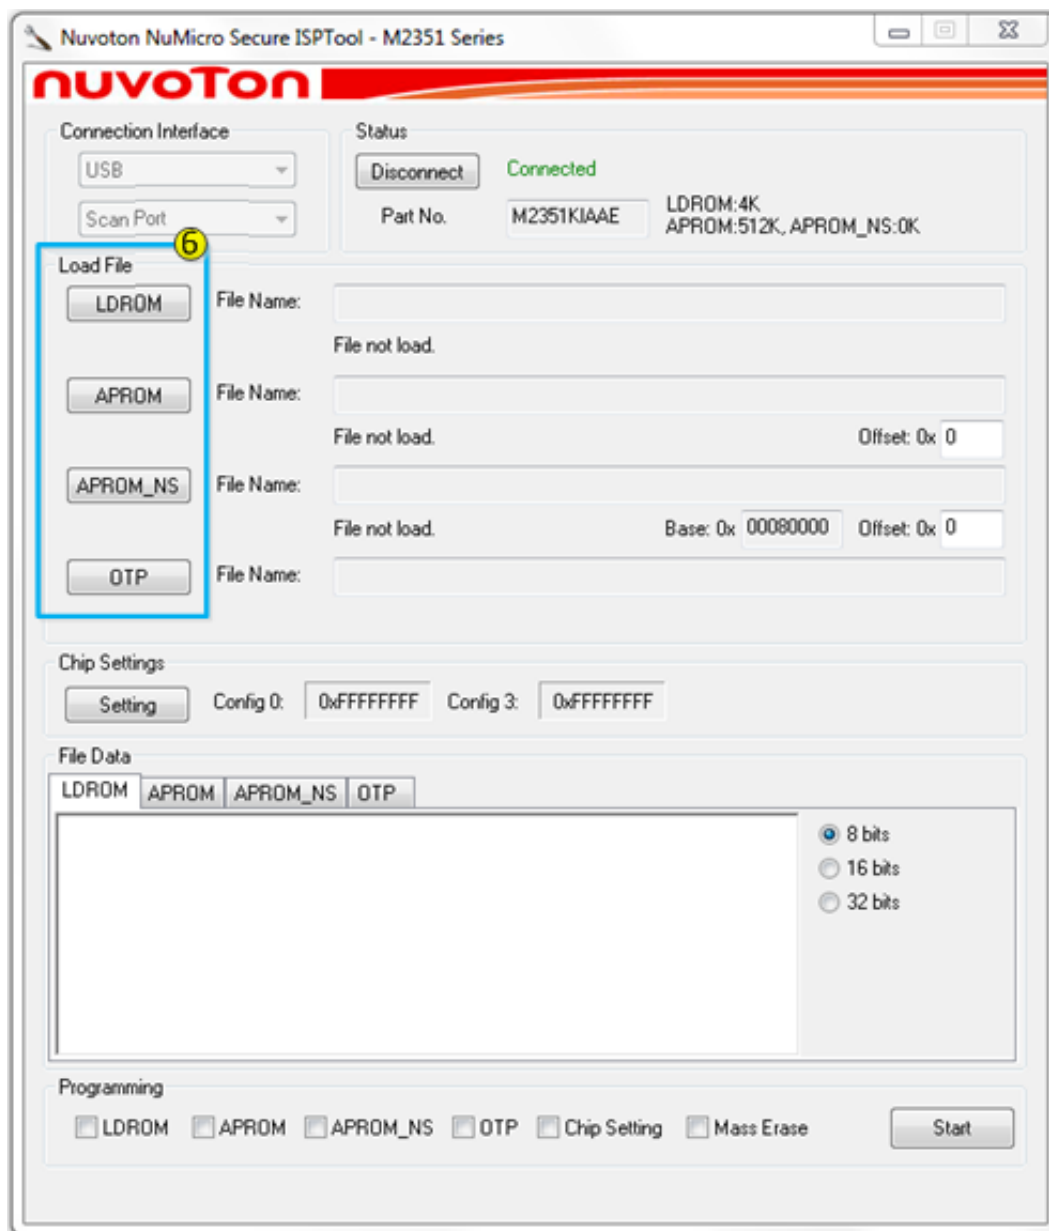 Nuvoton NuMicro Secure ISPTool - M2351 Series
nuvoTon
Connection Interface
USB
Scan Port
Status
Disconnect Connected
Part No. M2351KIAAE LDROM:4K
APROM:512K, APROM_NS:0K
6
Load File
LDROM File Name:
File not load.
APROM File Name:
File not load. Offset: 0x 0
APROM_NS File Name:
File not load. Base: 0x 00080000 Offset: 0x 0
OTP File Name:
Chip Settings
Setting Config 0: 0xFFFFFFFF Config 3: 0xFFFFFFFF
File Data
LDROM APROM APROM_NS OTP
8 bits
16 bits
32 bits
Programming
LDROM APROM APROM_NS OTP Chip Setting Mass Erase Start